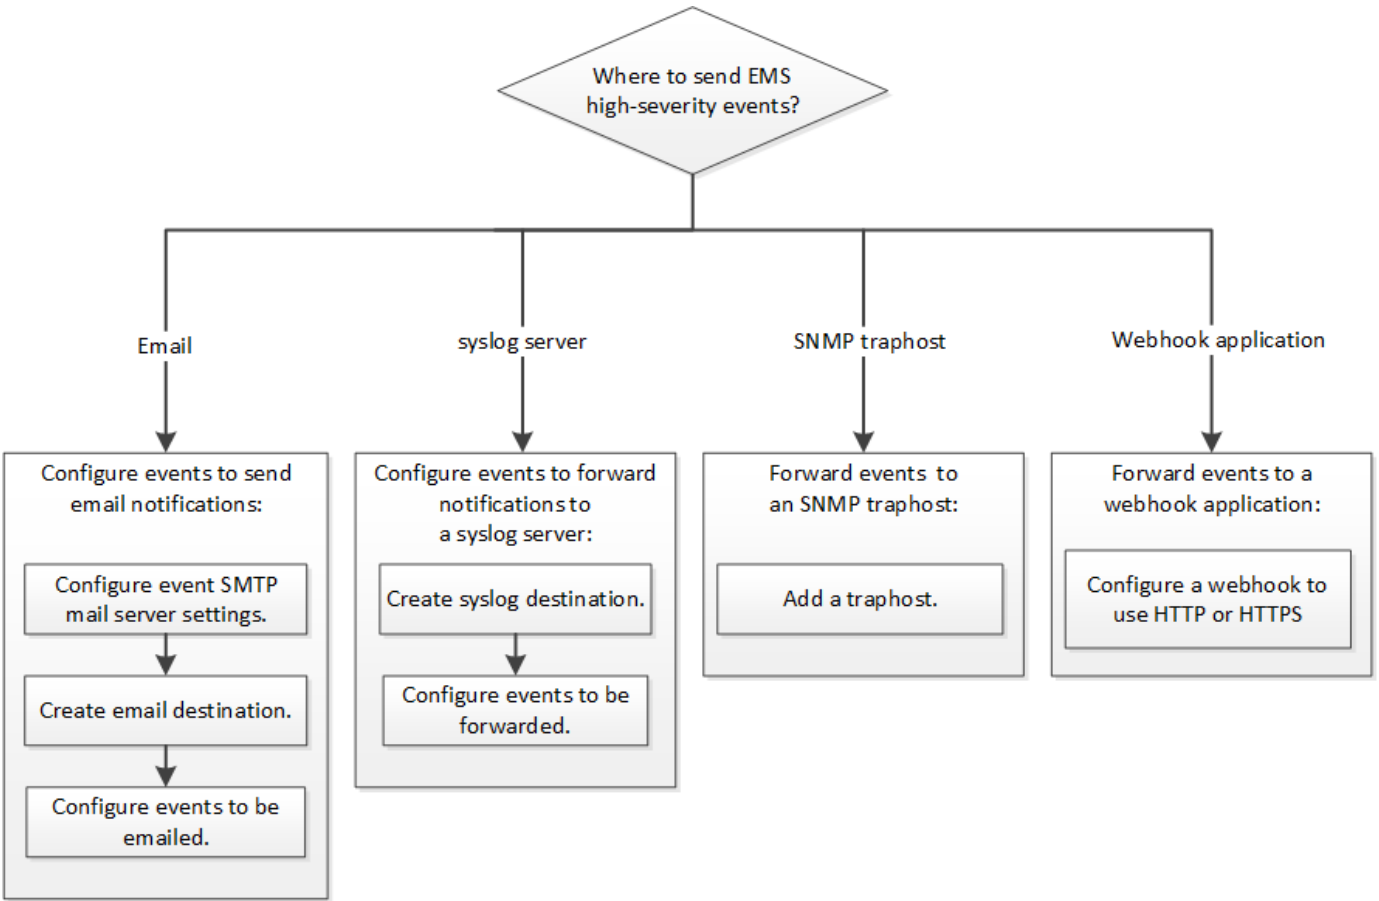 Where to send EMS
high-severity events?
Email
syslog server
SNMP traphost
Webhook application
Configure events to send
email notifications:
Configure event SMTP
mail server settings.
Create email destination.
Configure events to be
emailed.
Configure events to forward
notifications to
a syslog server:
Create syslog destination.
Configure events to be
forwarded.
Forward events to
an SNMP traphost:
Add a traphost.
Forward events to a
webhook application:
Configure a webhook to
use HTTP or HTTPS